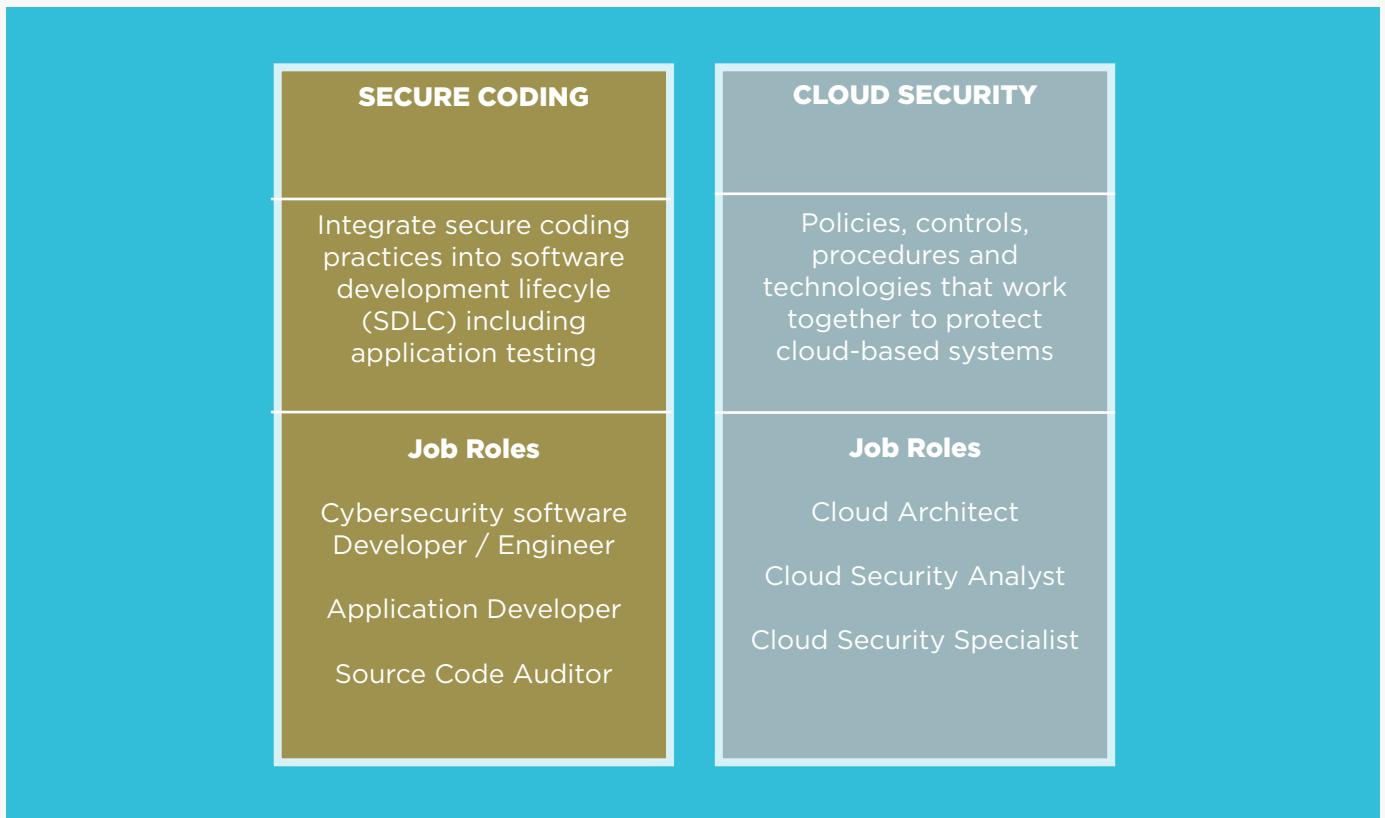 SECURE CODING
Integrate secure coding
practices into software
development lifecyle
(SDLC) including
application testing
Job Roles
Cybersecurity software
Developer / Engineer
Application Developer
Source Code Auditor
CLOUD SECURITY
Policies, controls,
procedures and
technologies that work
together to protect
cloud-based systems
Job Roles
Cloud Architect
Cloud Security Analyst
Cloud Security Specialist